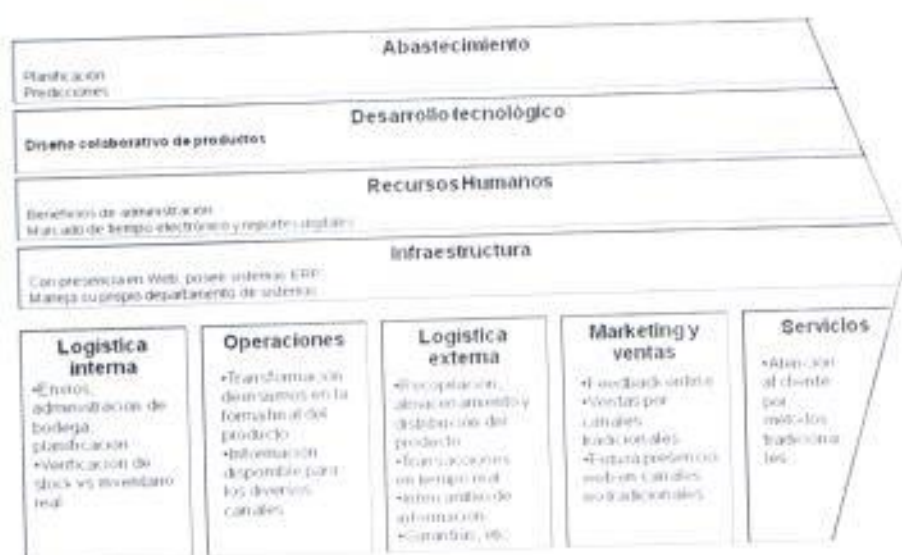 Abastecimiento
Planificación
Predicciones
Desarrollo tecnológico
Diseño colaborativo de productos
Recursos Humanos
Beneficios de administración
Marcado de tiempo electrónico y reportes digitales
Infraestructura
Con presencia en Web, posee sistemas ERP
Maneja su propio departamento de sistemas
Logística
interna
•Envíos,
administración de
bodega,
planificación
•Verificación de
stock vs inventario
real
Operaciones
•Transformación
de insumos en la
forma final del
producto
•Información
disponible para
los diversos
canales
Logística
externa
•Recopilación,
almacenamiento y
distribución del
producto
•Transacciones
en tiempo real
•Intercambio de
información
•Garantías, etc.
Marketing y
ventas
•Feedback online
•Ventas por
canales
tradicionales
•Futura presencia
web en canales
no tradicionales
Servicios
•Atención
al cliente
por
métodos
tradiciona
les